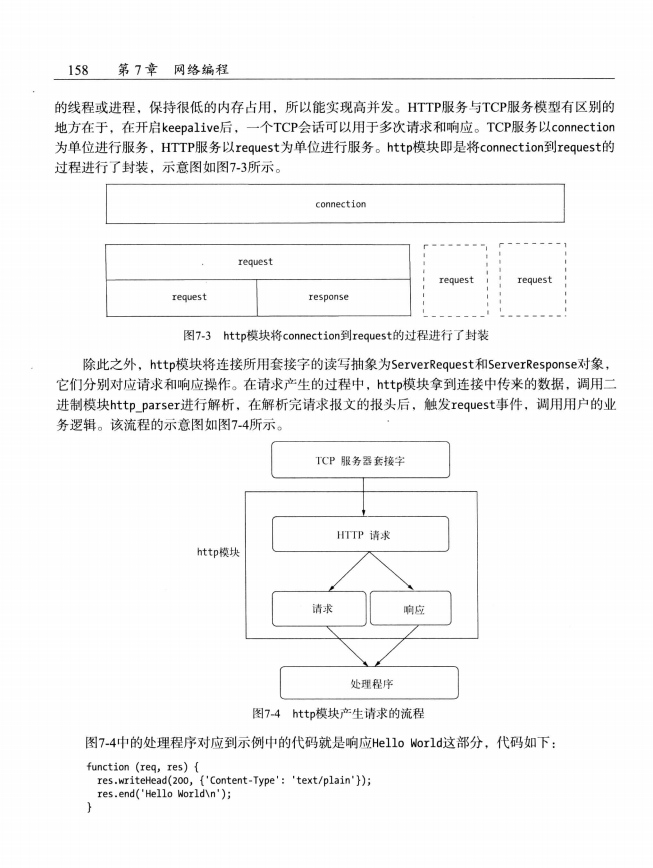 158 第 7 章 网络编程
的线程或进程，保持很低的内存占用，所以能实现高并发。HTTP服务与TCP服务模型有区别的
地方在于，在开启keepalive后，一个TCP会话可以用于多次请求和响应。TCP服务以connection
为单位进行服务，HTTP服务以request为单位进行服务。http模块即是将connection到request的
过程进行了封装，示意图如图7-3所示。
connection
request
request
response
request
request
图7-3 http模块将connection到request的过程进行了封装
除此之外，http模块将连接所用套接字的读写抽象为ServerRequest和ServerResponse对象，
它们分别对应请求和响应操作。在请求产生的过程中，http模块拿到连接中传来的数据，调用二
进制模块http_parser进行解析，在解析完请求报文的报头后，触发request事件，调用用户的业
务逻辑。该流程的示意图如图7-4所示。
TCP 服务器套接字
HTTP 请求
http模块
请求
响应
处理程序
图7-4 http模块产生请求的流程
图7-4中的处理程序对应到示例中的代码就是响应Hello World这部分，代码如下：
function (req, res) {
res.writeHead(200, {'Content-Type': 'text/plain'});
res.end('Hello World\n');
}